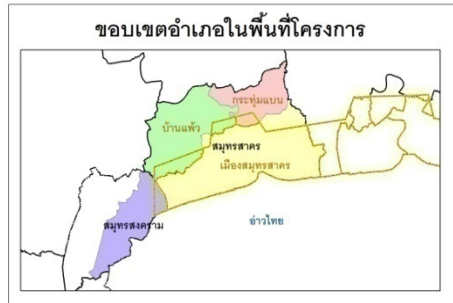 ขอบเขตอำเภอในพื้นที่โครงการ
กระทุ่มแบน
บ้านแพ้ว
สมุทรสาคร
เมืองสมุทรสาคร
สมุทรสงคราม
อ่าวไทย